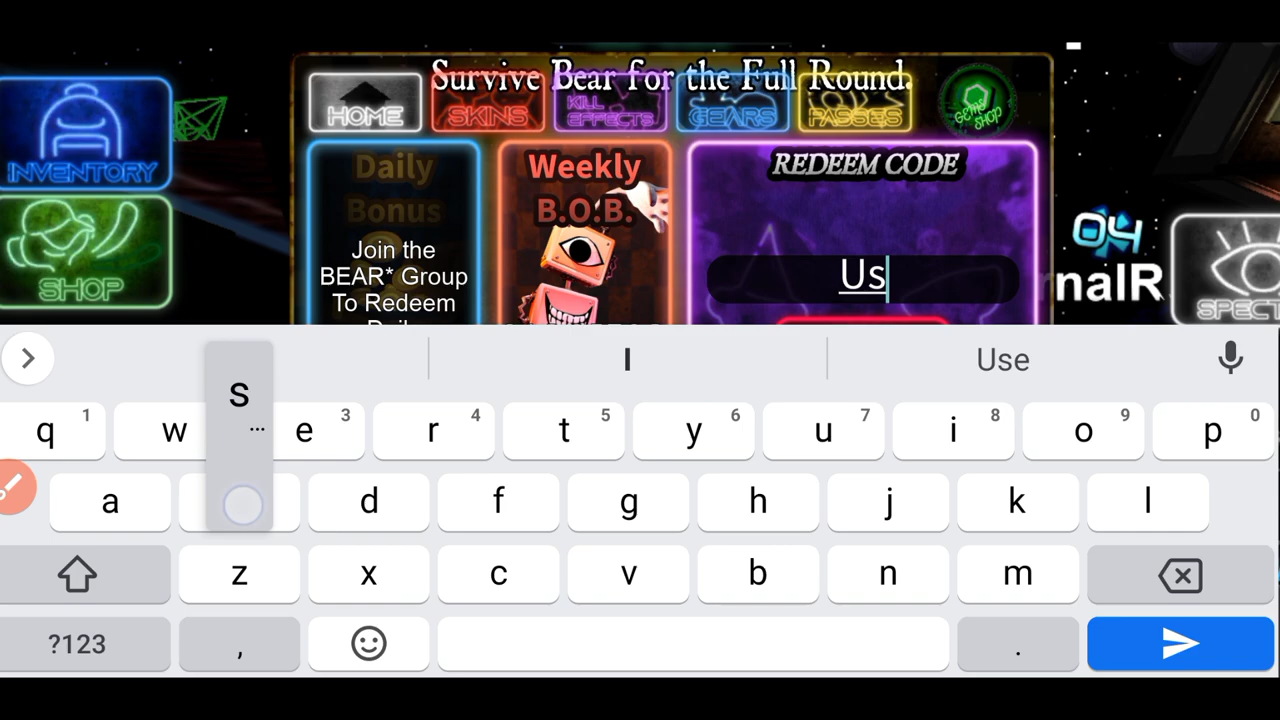 Survive Bear for the Full Round.
HOME
SKINS
KILL
EFFECTS
GEARS
PASSES
GEMS
SHOP
INVENTORY
SHOP
Daily
Bonus
Join the
BEAR* Group
To Redeem
Weekly
B.O.B.
REDEEM CODE
Us
04
rnalR
SPECT
I
Use
s
...
q 1
w
e 3
r 4
t 5
y 6
u 7
i 8
o 9
p 0
a
d
f
g
h
j
k
l
z
x
c
v
b
n
m
?123
,
.